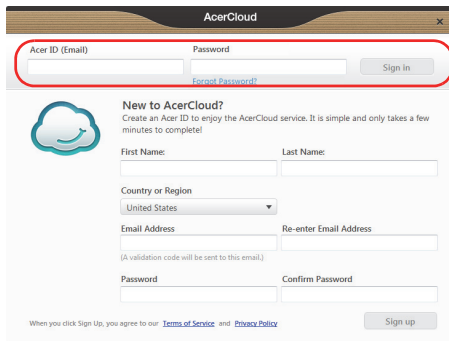 AcerCloud
×
Acer ID (Email) Password
Sign in
Forgot Password?
New to AcerCloud?
Create an Acer ID to enjoy the AcerCloud service. It is simple and only takes a few
minutes to complete!
First Name: Last Name:
Country or Region
United States
Email Address Re-enter Email Address
(A validation code will be sent to this email.)
Password Confirm Password
When you click Sign Up, you agree to our Terms of Service and Privacy Policy
Sign up